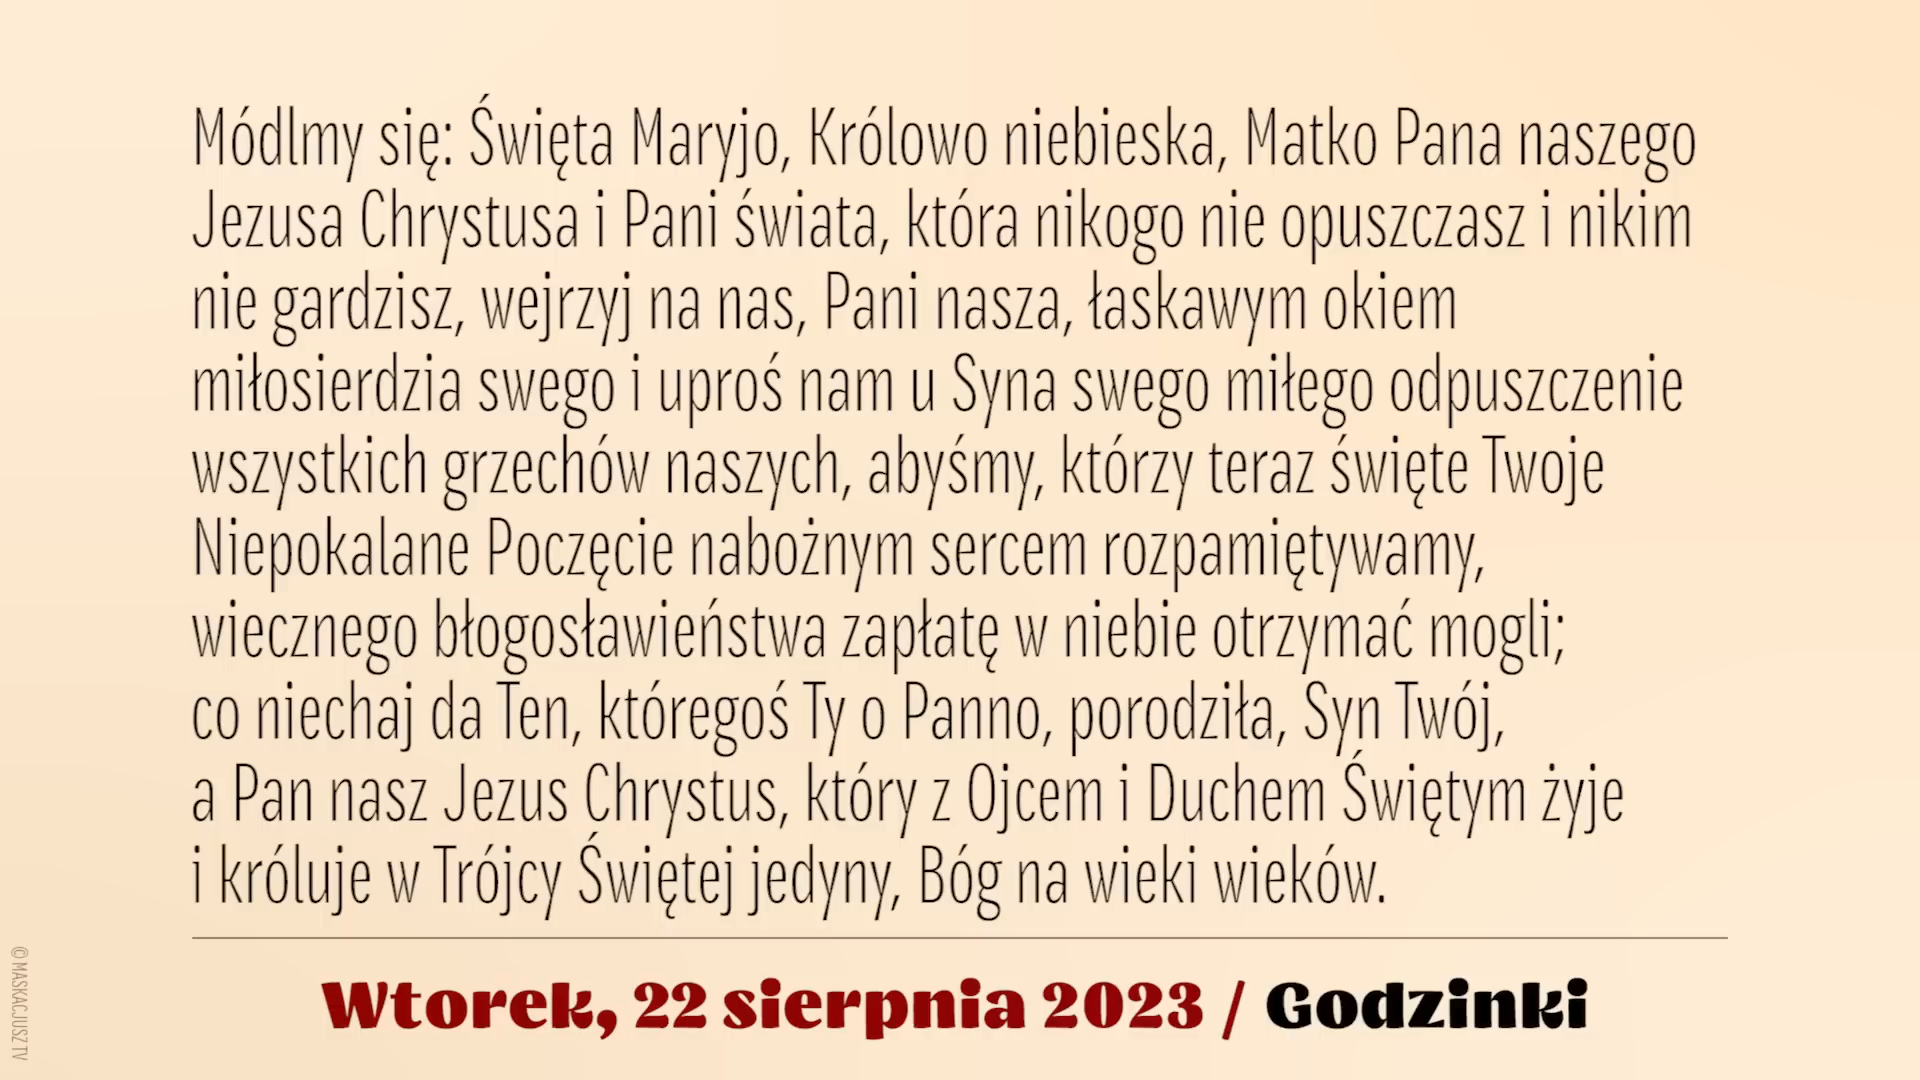 Módlmy się: Święta Maryjo, Królowo niebieska, Matko Pana naszego
Jezusa Chrystusa i Pani świata, która nikogo nie opuszczasz i nikim
nie gardzisz, wejrzyj na nas, Pani nasza, łaskawym okiem
miłosierdzia swego i uproś nam u Syna swego miłego odpuszczenie
wszystkich grzechów naszych, abyśmy, którzy teraz święte Twoje
Niepokalane Poczęcie nabożnym sercem rozpamiętywamy,
wiecznego błogosławieństwa zapłatę w niebie otrzymać mogli;
co niechaj da Ten, któregoś Ty o Panno, porodziła, Syn Twój,
a Pan nasz Jezus Chrystus, który z Ojcem i Duchem Świętym żyje
i króluje w Trójcy Świętej jedyny, Bóg na wieki wieków.
Wtorek, 22 sierpnia 2023 / Godzinki
© MASKACJUSZ TV